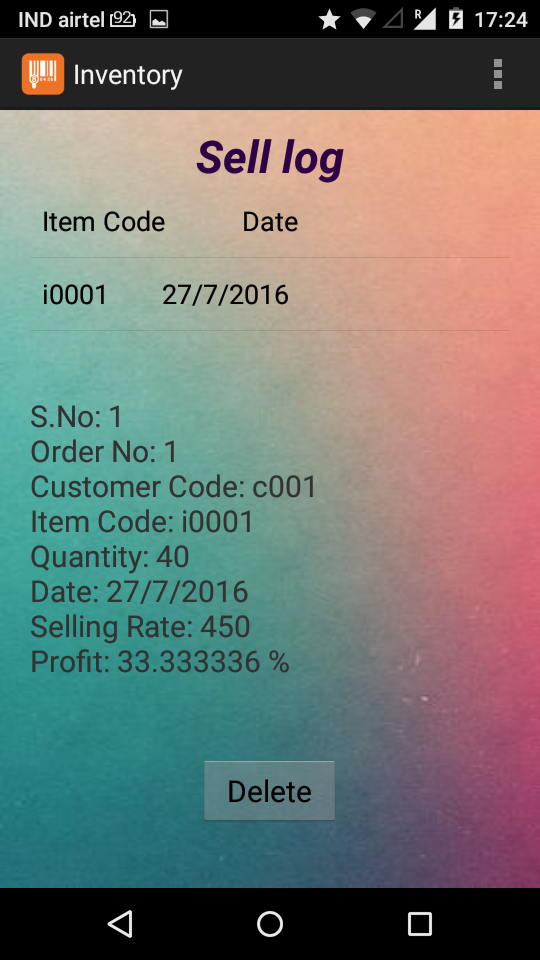 IND airtel 92 R 17:24
Inventory
Sell log
Item Code Date
i0001 27/7/2016
S.No: 1
Order No: 1
Customer Code: c001
Item Code: i0001
Quantity: 40
Date: 27/7/2016
Selling Rate: 450
Profit: 33.333336 %
Delete